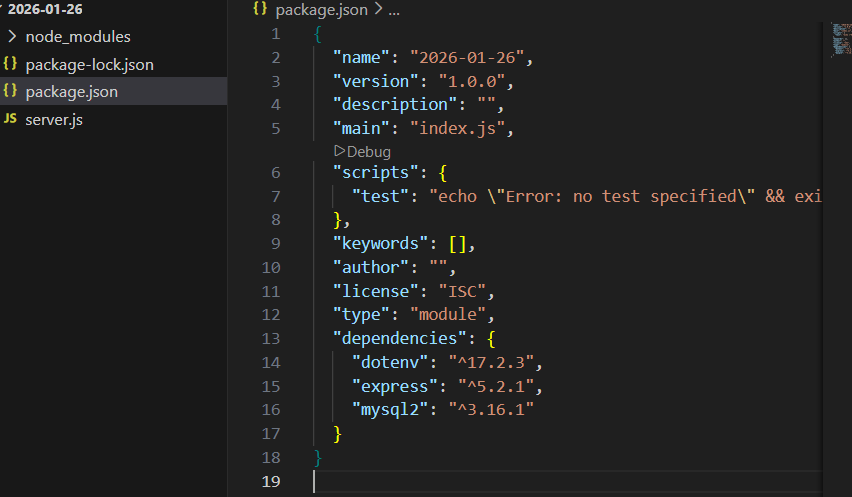 2026-01-26
node_modules
{} package-lock.json
{} package.json
JS server.js
{} package.json > ...
1 {
2 "name": "2026-01-26",
3 "version": "1.0.0",
4 "description": "",
5 "main": "index.js",
Debug
6 "scripts": {
7 "test": "echo \"Error: no test specified\" && exi
8 },
9 "keywords": [],
10 "author": "",
11 "license": "ISC",
12 "type": "module",
13 "dependencies": {
14 "dotenv": "^17.2.3",
15 "express": "^5.2.1",
16 "mysql2": "^3.16.1"
17 }
18 }
19